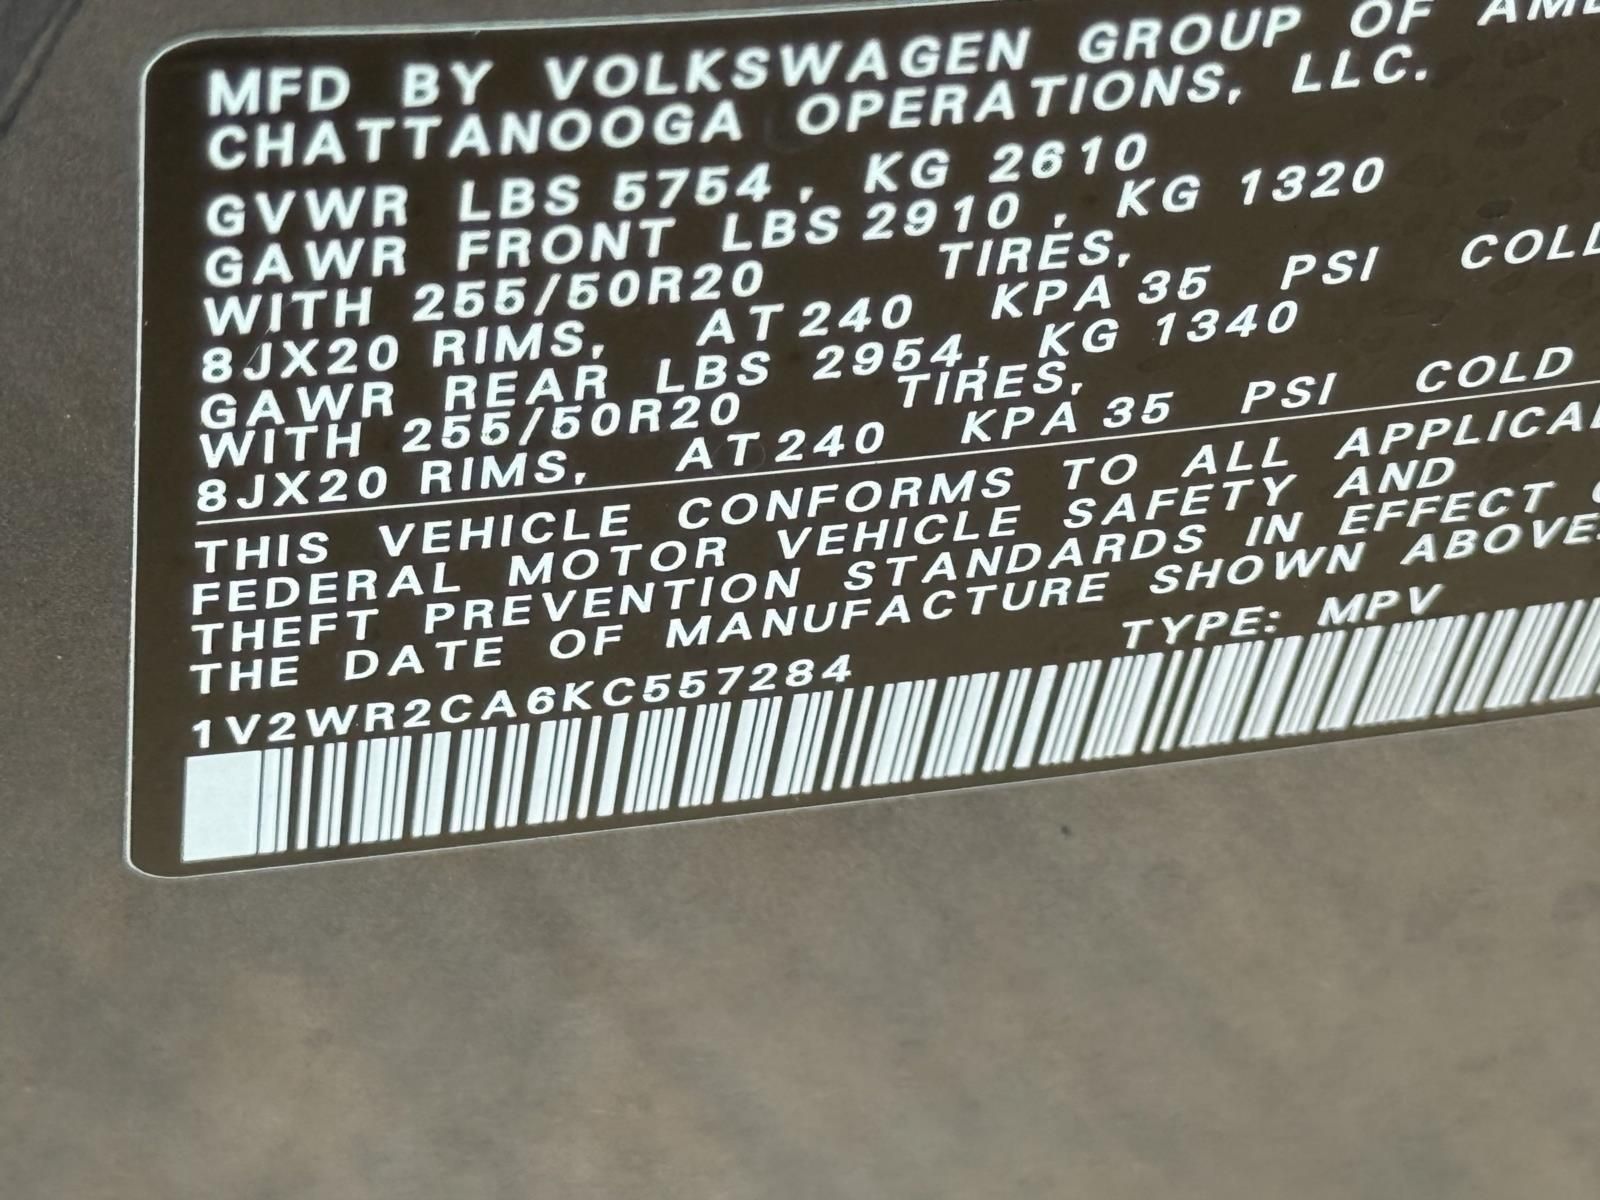 MFD BY VOLKSWAGEN GROUP OF
CHATTANOOGA OPERATIONS, LLC.
GVWR LBS 5754, KG 2610
GAWR FRONT LBS 2910, KG 1320
WITH 255/50R20 TIRES,
8JX20 RIMS, AT 240 KPA 35 PSI COLD
GAWR REAR LBS 2954, KG 1340
WITH 255/50R20 TIRES,
8JX20 RIMS, AT 240 KPA 35 PSI COLD
THIS VEHICLE CONFORMS TO ALL
FEDERAL MOTOR VEHICLE SAFETY AND
THEFT PREVENTION STANDARDS IN EFFECT
THE DATE OF MANUFACTURE SHOWN ABOVE.
1V2WR2CA6KC557284 TYPE: MPV